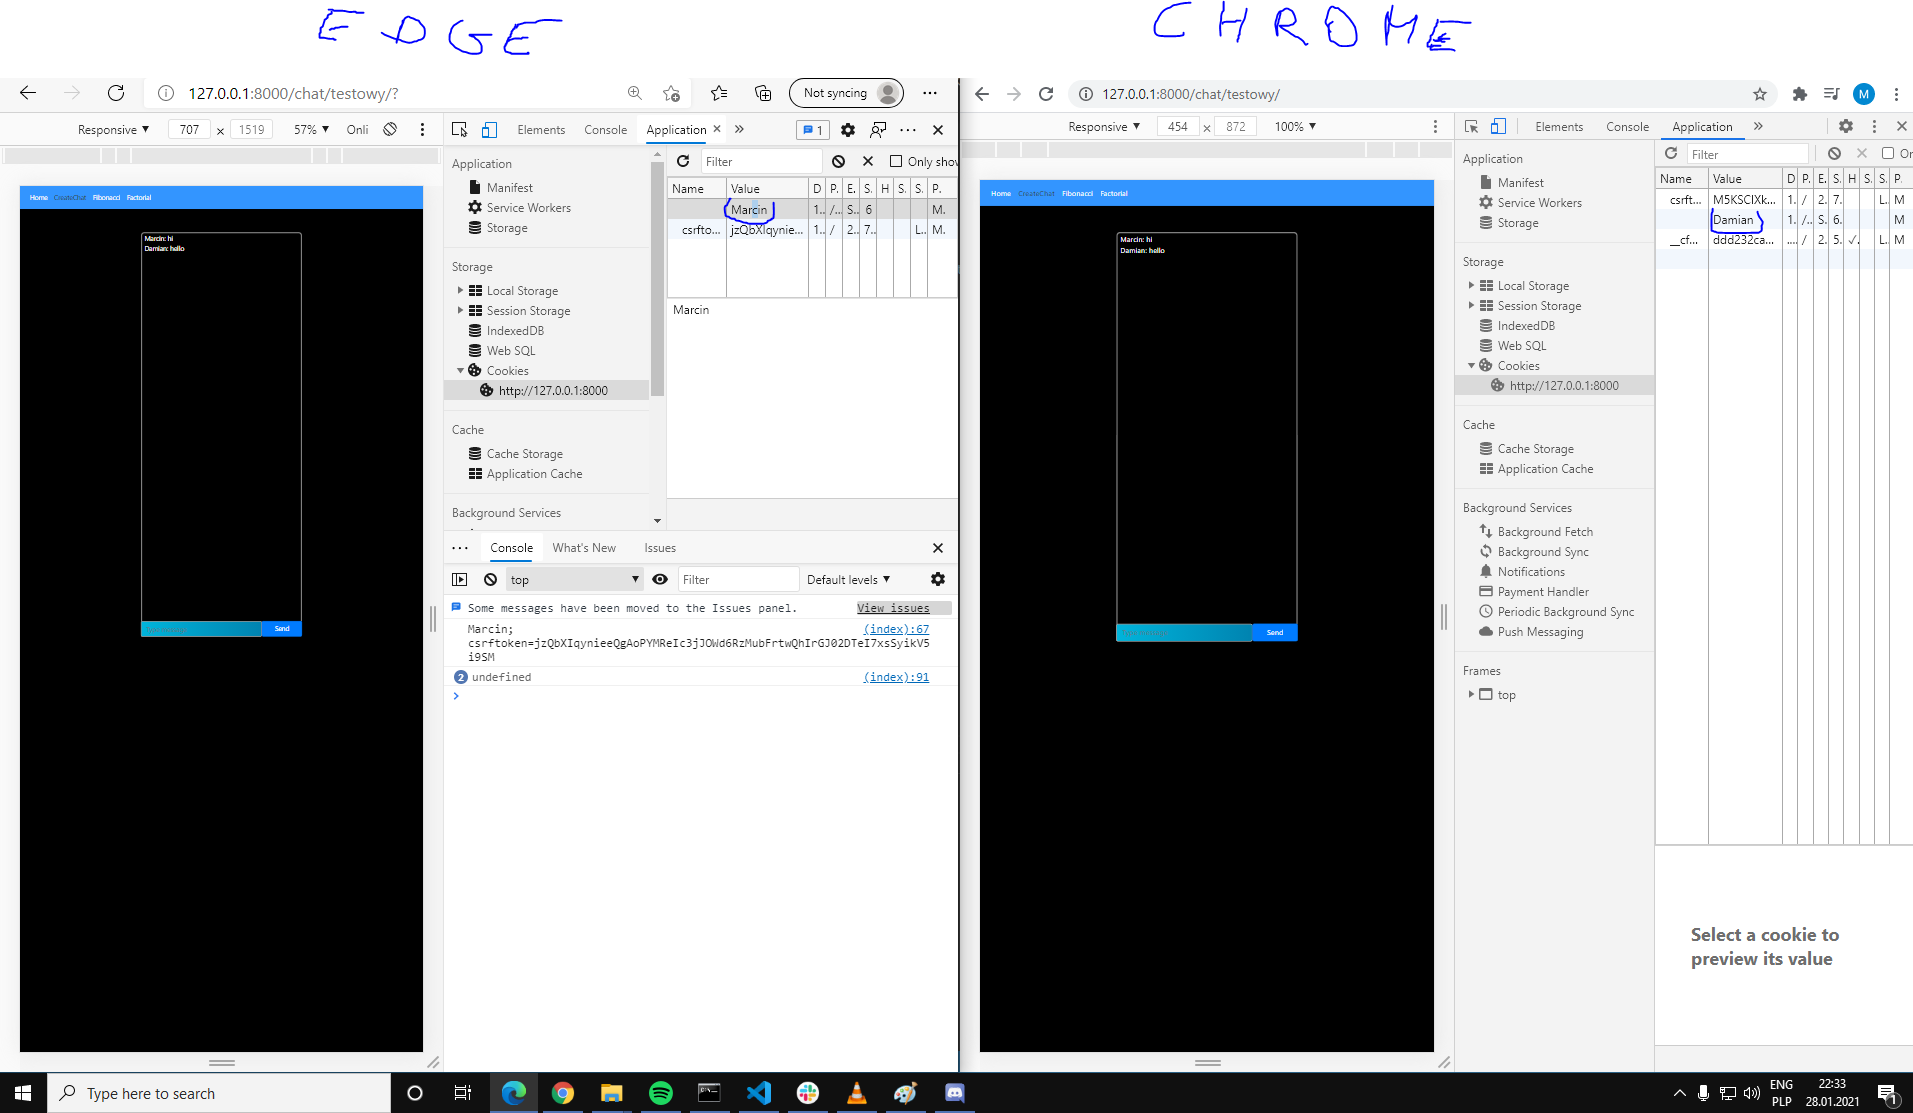 EDGE
CHROME
127.0.0.1:8000/chat/testowy/?
Not syncing
Responsive
707 x 1519
57%
Onli
Elements
Console
Application
1
Home CreateChat Fibonacci Factorial
Marcin: hi
Damian: hello
Send
Application
Manifest
Service Workers
Storage
Storage
Local Storage
Session Storage
IndexedDB
Web SQL
Cookies
http://127.0.0.1:8000
Cache
Cache Storage
Application Cache
Background Services
Filter
Only show
Name Value D P. E. S. H S. S. P.
Marcin 1.. /... S.. 6 M.
csrfto... jzQbXIqynie... 1.. / 2.. 7.. L.. M.
Marcin
Console
What's New
Issues
top
Filter
Default levels
Some messages have been moved to the Issues panel.
View issues
Marcin; (index):67
csrftoken=jzQbXIqynieeQgAoPYMReIc3jJOWd6RzMubFrtwQhIrGJ02DTeI7xsSyikV5
i9SM
2 undefined (index):91
127.0.0.1:8000/chat/testowy/
M
Responsive
454 x 872
100%
Elements
Console
Application
Home CreateChat Fibonacci Factorial
Marcin: hi
Damian: hello
Send
Application
Manifest
Service Workers
Storage
Storage
Local Storage
Session Storage
IndexedDB
Web SQL
Cookies
http://127.0.0.1:8000
Cache
Cache Storage
Application Cache
Background Services
Background Fetch
Background Sync
Notifications
Payment Handler
Periodic Background Sync
Push Messaging
Frames
top
Filter
Or
Name Value D P. E. S. H S. S. P.
csrft... M5KSCIXk... 1. / 2. 7. L.. M
Damian 1. /.. S. 6. M
__cf... ddd232ca... .... / 2. 5. ✓. L.. M
Select a cookie to
preview its value
Type here to search
ENG
PLP
22:33
28.01.2021
1